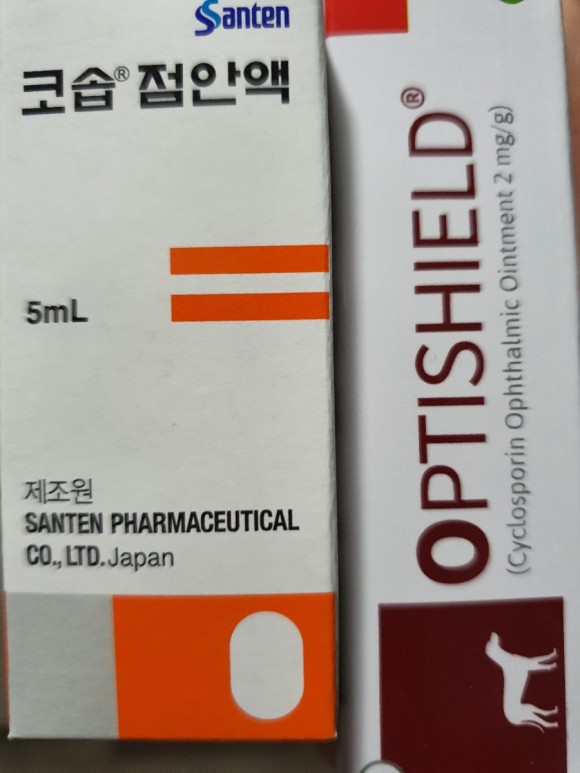 Santen
코솝® 점안액
5mL
제조원
SANTEN PHARMACEUTICAL
CO., LTD. Japan
OPTISHIELD®
(Cyclosporin Ophthalmic Ointment 2 mg/g)